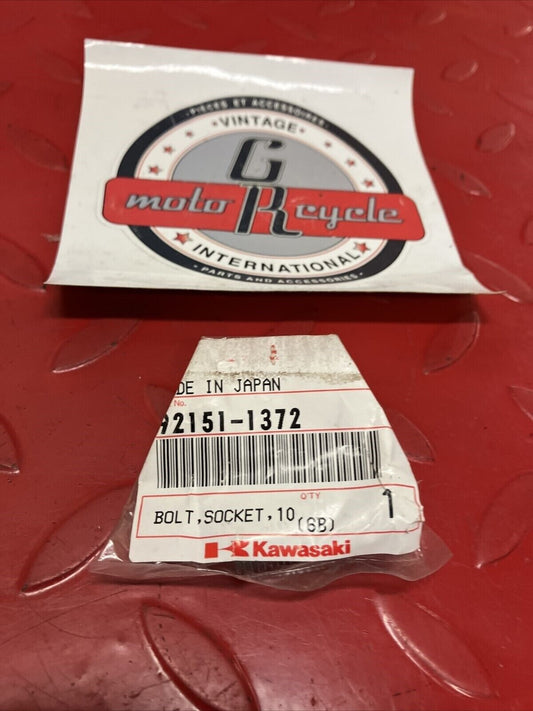 PIECES ET ACCESSOIRES
VINTAGE
G
moto R cycle
INTERNATIONAL
PARTS AND ACCESSORIES
DE IN JAPAN
No.
92151-1372
Q'TY
BOLT,SOCKET,10 (6B) 1
Kawasaki